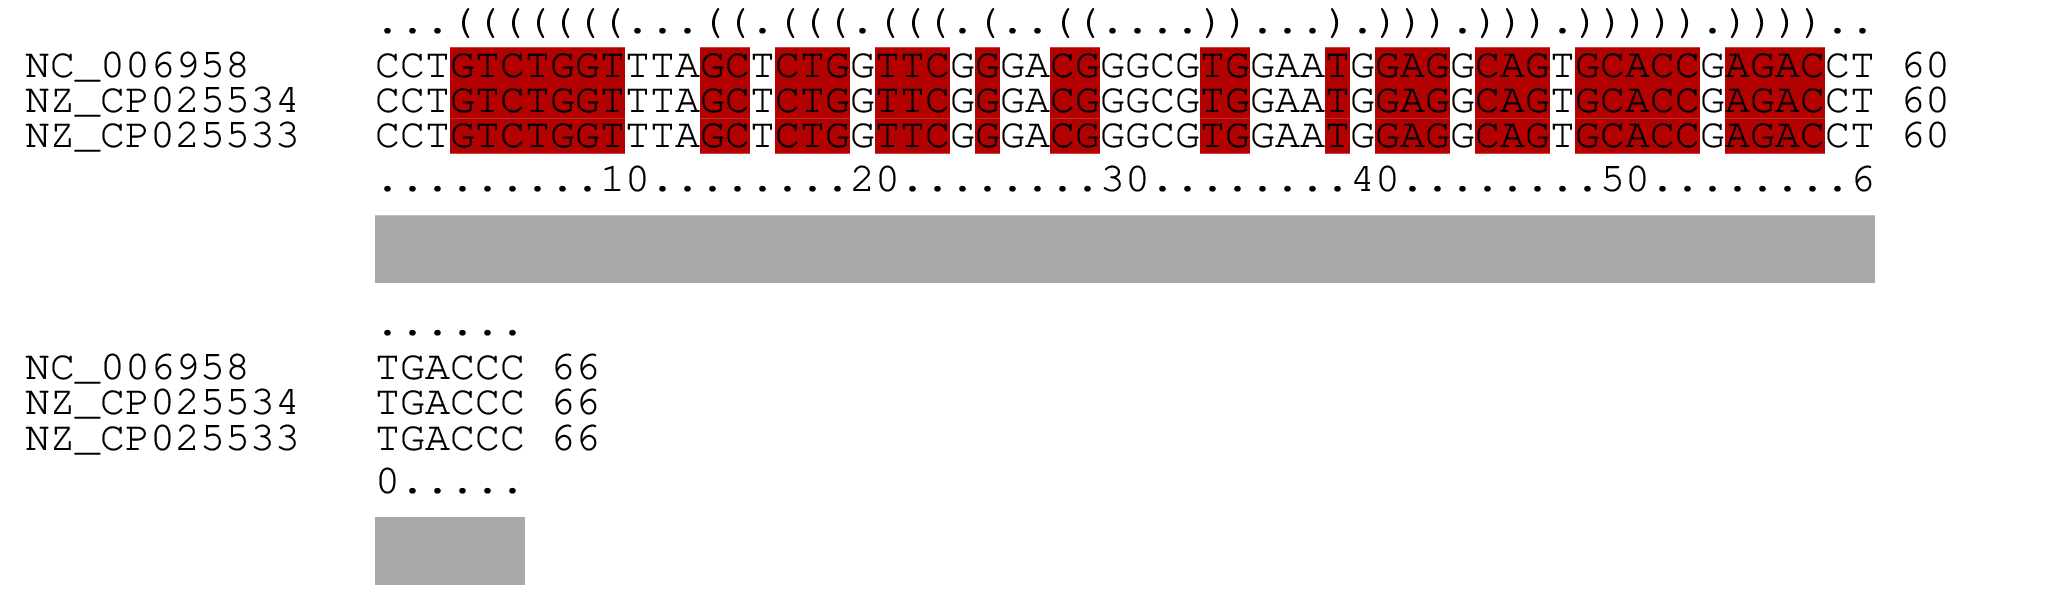 ...(((((((...((.(((.(((.(..((....))...).))).))).))))).))))..
NC_006958 CCTGTCTGGTTTAGCTCTGGTTCGGGACGGGCGTGGAATGGAGGCAGTGCACCGAGACCT 60
NZ_CP025534 CCTGTCTGGTTTAGCTCTGGTTCGGGACGGGCGTGGAATGGAGGCAGTGCACCGAGACCT 60
NZ_CP025533 CCTGTCTGGTTTAGCTCTGGTTCGGGACGGGCGTGGAATGGAGGCAGTGCACCGAGACCT 60
.........10........20........30........40........50........6
......
NC_006958 TGACCC 66
NZ_CP025534 TGACCC 66
NZ_CP025533 TGACCC 66
0.....